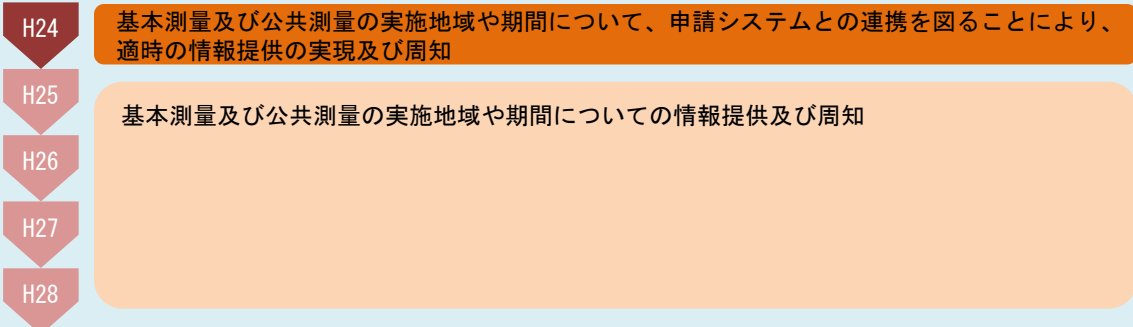 H24
基本測量及び公共測量の実施地域や期間について、申請システムとの連携を図ることにより、
適時の情報提供の実現及び周知
H25
基本測量及び公共測量の実施地域や期間についての情報提供及び周知
H26
H27
H28